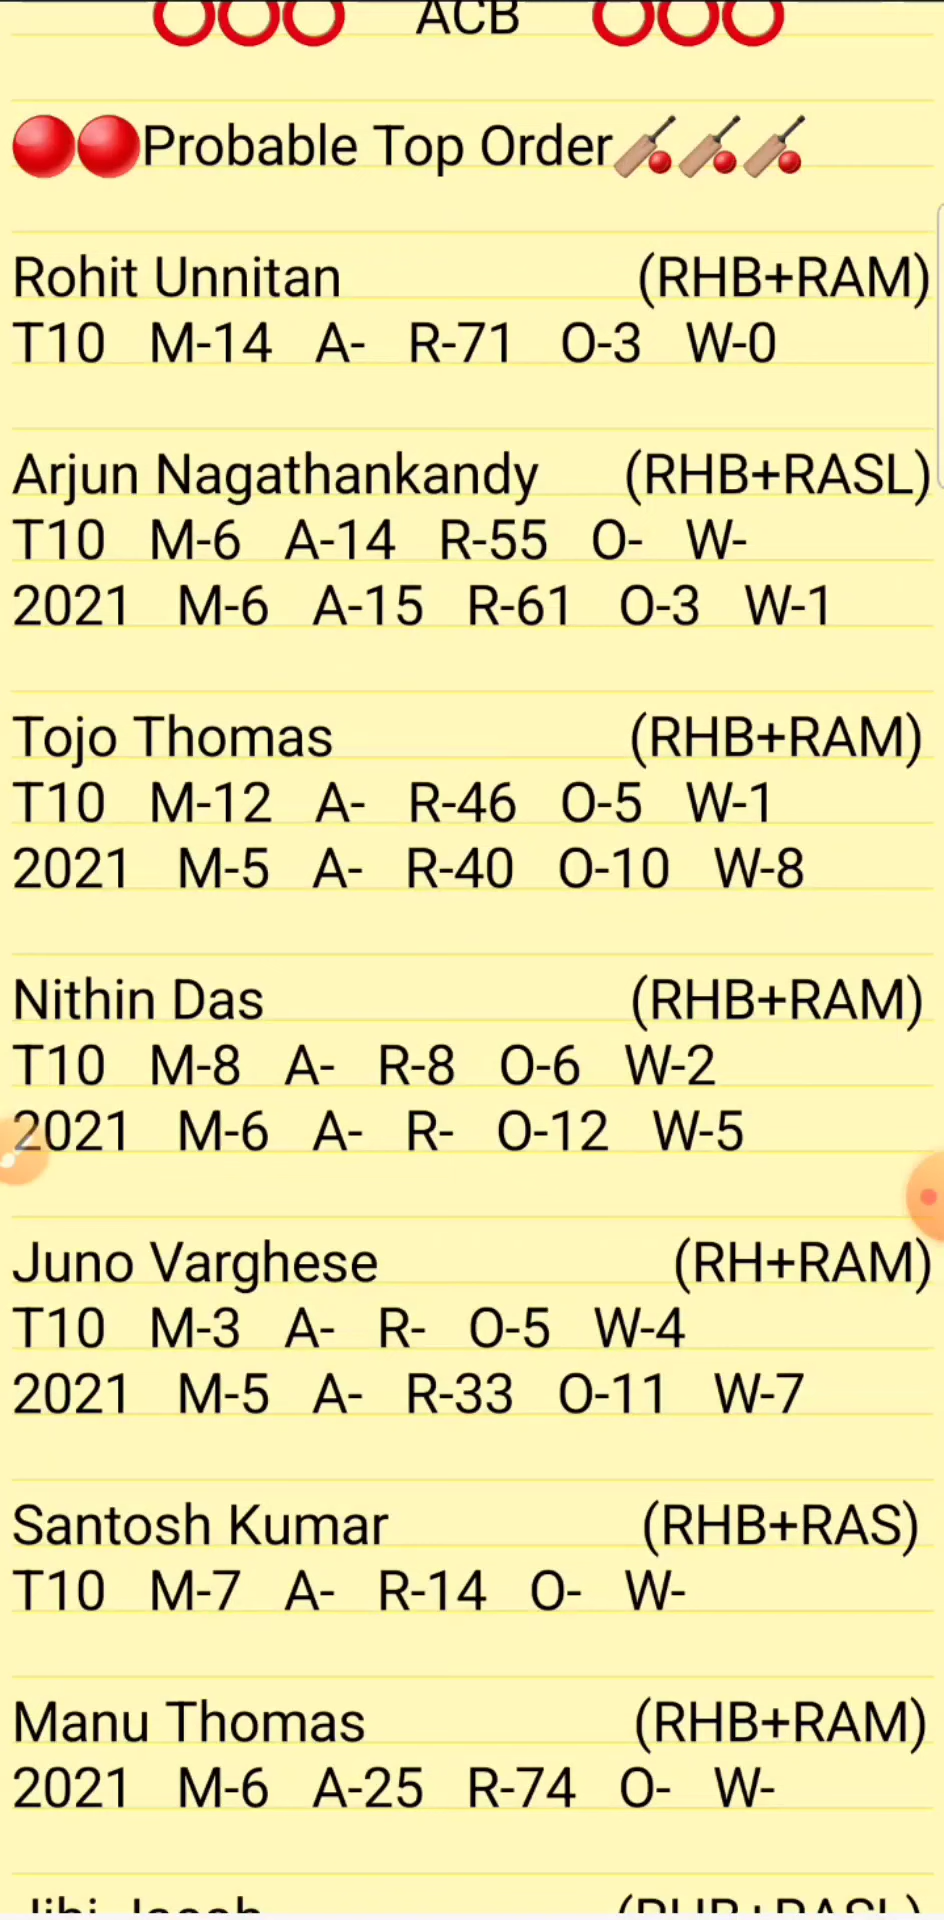 ACB
Probable Top Order
Rohit Unnitan (RHB+RAM)
T10 M-14 A- R-71 O-3 W-0
Arjun Nagathankandy (RHB+RASL)
T10 M-6 A-14 R-55 O- W-
2021 M-6 A-15 R-61 O-3 W-1
Tojo Thomas (RHB+RAM)
T10 M-12 A- R-46 O-5 W-1
2021 M-5 A- R-40 O-10 W-8
Nithin Das (RHB+RAM)
T10 M-8 A- R-8 O-6 W-2
2021 M-6 A- R- O-12 W-5
Juno Varghese (RH+RAM)
T10 M-3 A- R- O-5 W-4
2021 M-5 A- R-33 O-11 W-7
Santosh Kumar (RHB+RAS)
T10 M-7 A- R-14 O- W-
Manu Thomas (RHB+RAM)
2021 M-6 A-25 R-74 O- W-